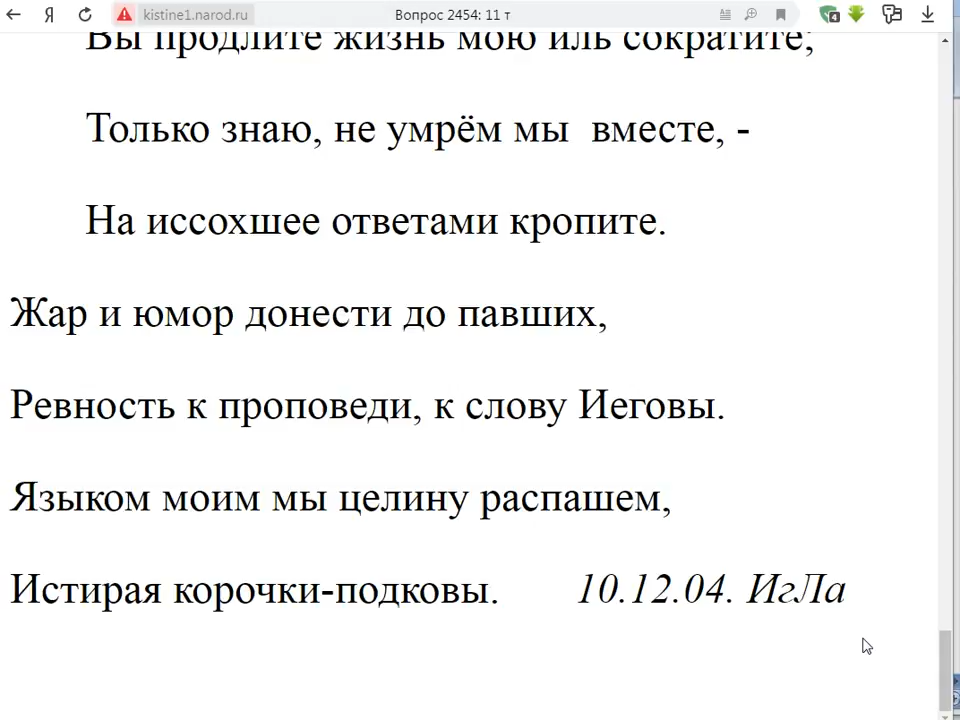 Я
kistine1.narod.ru
Вопрос 2454: 11 т
4
Вы продлите жизнь мою иль сократите;
Только знаю, не умрём мы вместе, -
На иссохшее ответами кропите.
Жар и юмор донести до павших,
Ревность к проповеди, к слову Иеговы.
Языком моим мы целину распашем,
Истирая корочки-подковы. 10.12.04. ИгЛа